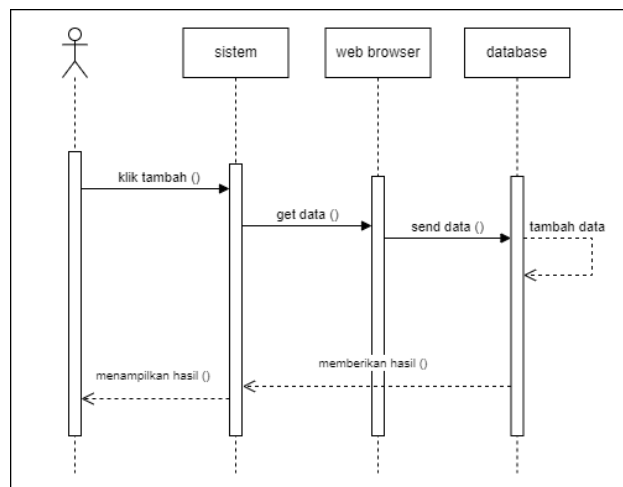 sistem
web browser
database
klik tambah ()
get data ()
send data ()
tambah data
memberikan hasil ()
menampilkan hasil ()